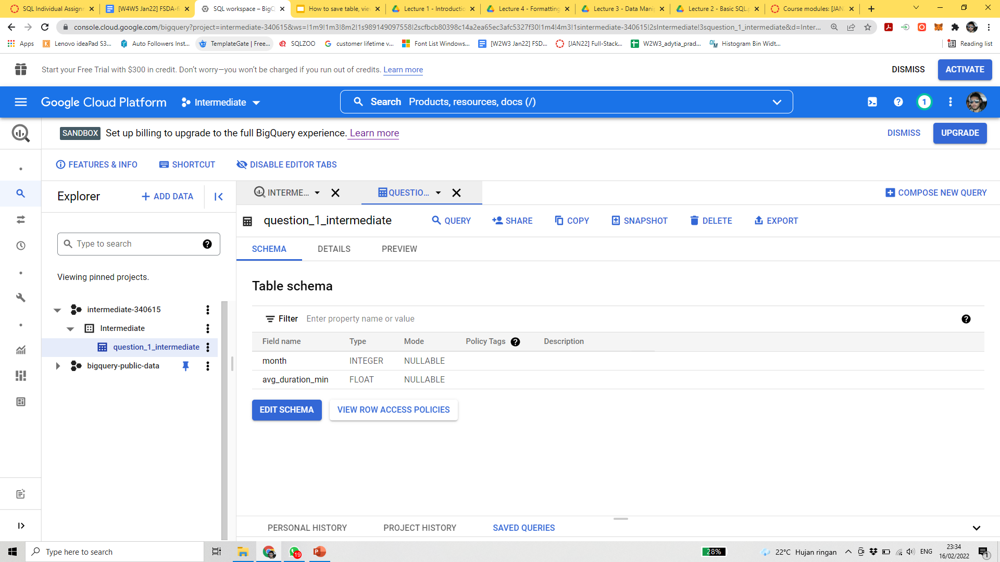 SQL Individual Assignm
[W4W5 Jan22] FSDA-fi
SQL workspace – BigQ
How to save table, vie
Lecture 1 - Introductio
Lecture 4 - Formatting
Lecture 3 - Data Mani
Lecture 2 - Basic SQL.p
Course modules: [JAN
console.cloud.google.com/bigquery?project=intermediate-340615&ws=!1m9!1m3!8m2!1s989149097558!2scfbcb80398c14a2ea65ec3afc5327f30!1m4!4m3!1sintermediate-340615!2sIntermediate!3squestion_1_intermediate&d=Inter...
Apps
Lenovo ideaPad S3...
Auto Followers Inst...
TemplateGate | Free...
SQLZOO
customer lifetime v...
Font List Windows...
[W2W3 Jan22] FSD...
[JAN22] Full-Stack...
W2W3_adytia_prad...
Histogram Bin Widt...
Reading list
Start your Free Trial with $300 in credit. Don't worry—you won't be charged if you run out of credits. Learn more
DISMISS
ACTIVATE
Google Cloud Platform
Intermediate
Search Products, resources, docs (/)
1
SANDBOX Set up billing to upgrade to the full BigQuery experience. Learn more
DISMISS
UPGRADE
FEATURES & INFO
SHORTCUT
DISABLE EDITOR TABS
Explorer
ADD DATA
INTERME...
QUESTIO...
COMPOSE NEW QUERY
question_1_intermediate
QUERY
SHARE
COPY
SNAPSHOT
DELETE
EXPORT
Type to search
SCHEMA
DETAILS
PREVIEW
Viewing pinned projects.
intermediate-340615
Intermediate
question_1_intermediate
bigquery-public-data
Table schema
Filter Enter property name or value
Field name Type Mode Policy Tags Description
month INTEGER NULLABLE
avg_duration_min FLOAT NULLABLE
EDIT SCHEMA
VIEW ROW ACCESS POLICIES
PERSONAL HISTORY
PROJECT HISTORY
SAVED QUERIES
Type here to search
19
28%
22°C Hujan ringan
ENG
23:34
16/02/2022
1